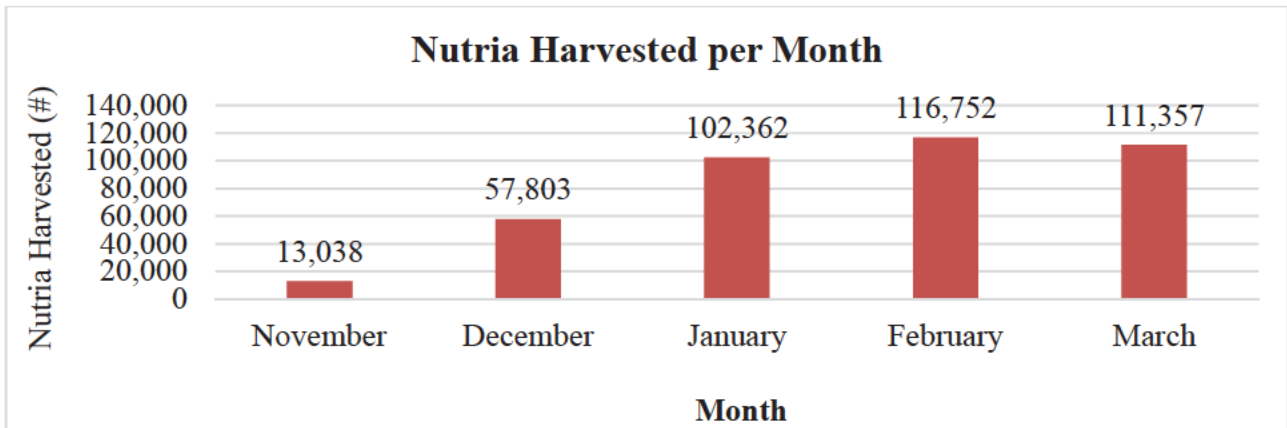 Nutria Harvested per Month
Nutria Harvested (#)
140,000
120,000
100,000
80,000
60,000
40,000
20,000
0
13,038
57,803
102,362
116,752
111,357
November
December
January
February
March
Month